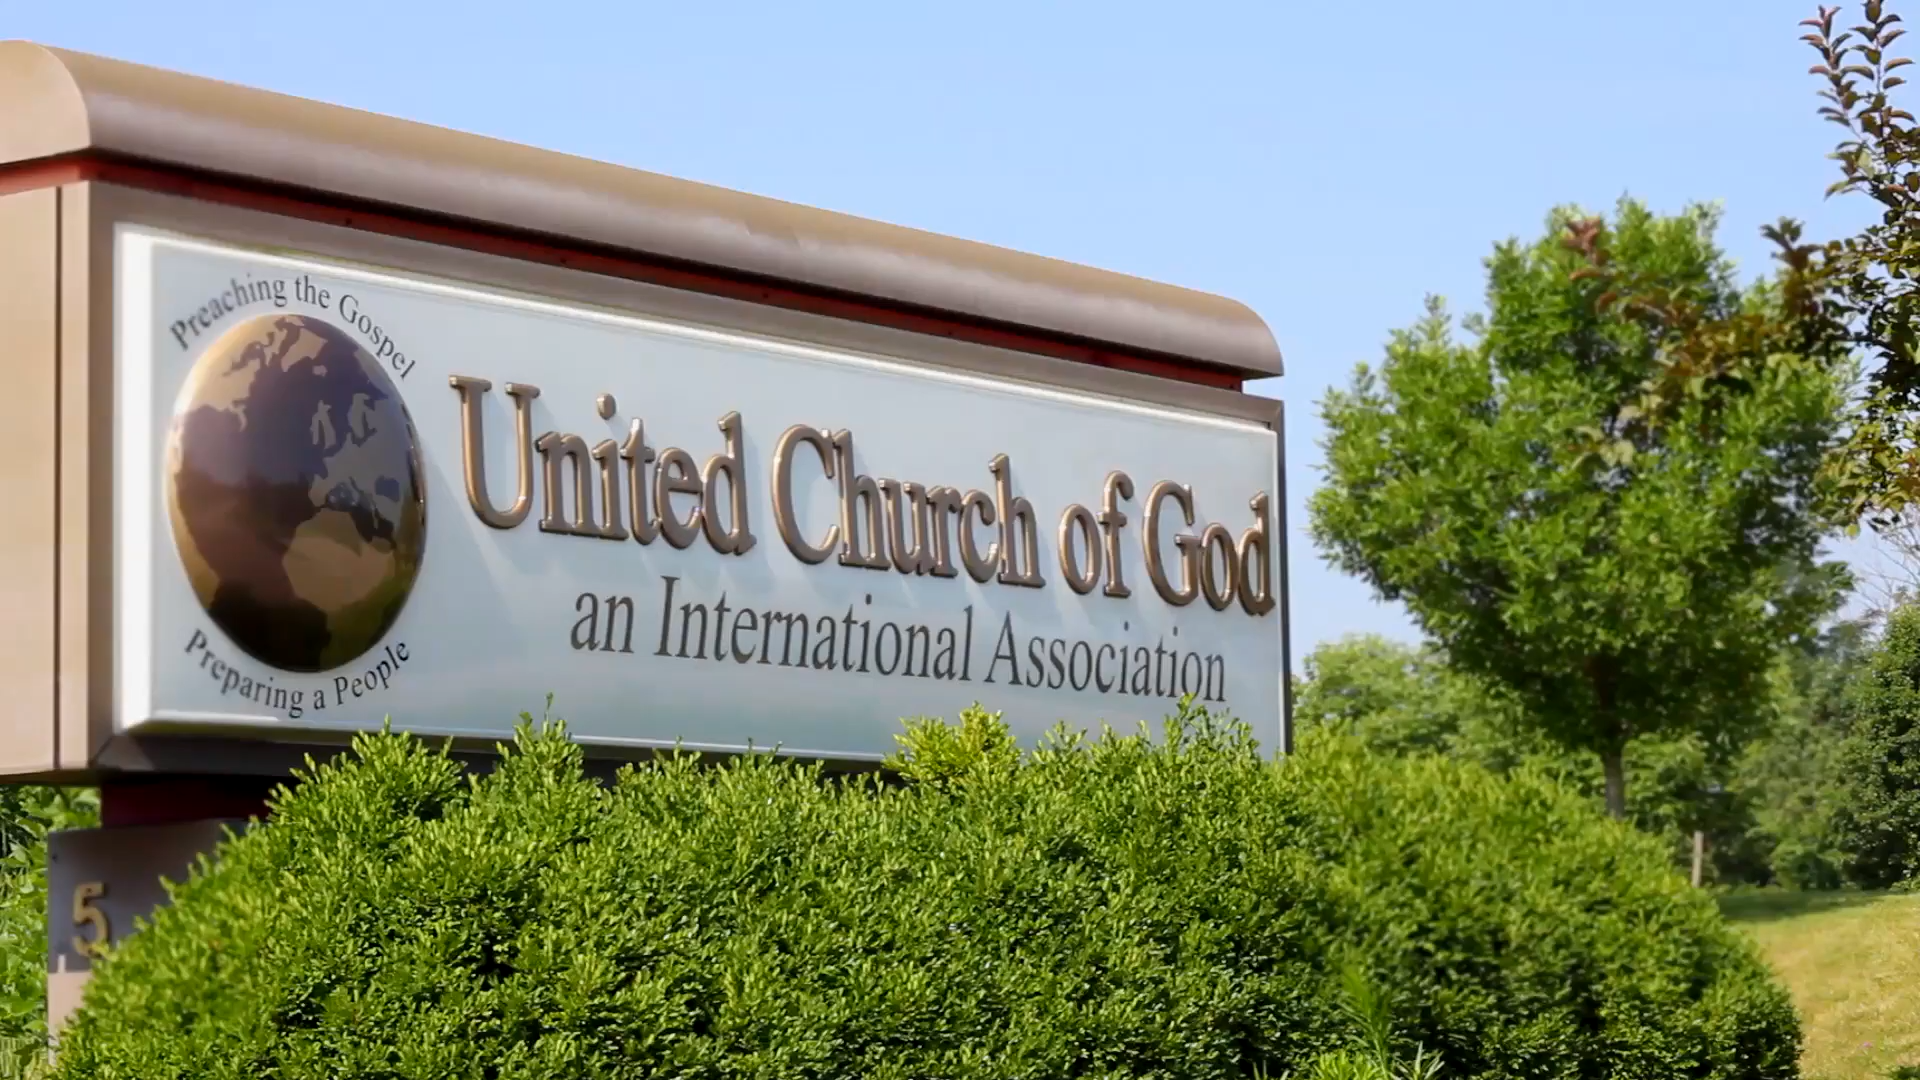 Preaching the Gospel
United Church of God
an International Association
Preparing a People
5